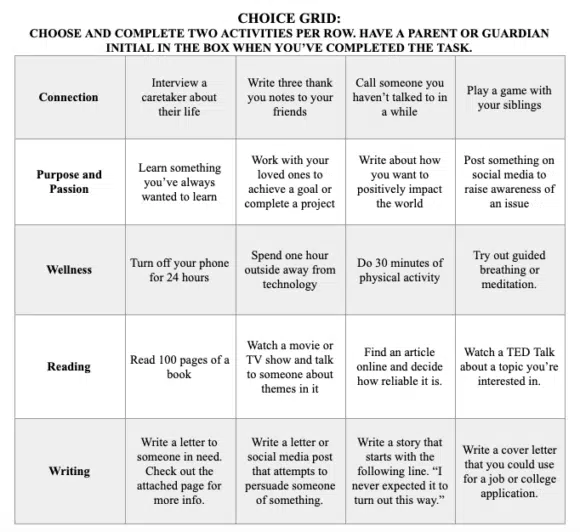 CHOICE GRID:
CHOOSE AND COMPLETE TWO ACTIVITIES PER ROW. HAVE A PARENT OR GUARDIAN
INITIAL IN THE BOX WHEN YOU’VE COMPLETED THE TASK.
Connection
Interview a
caretaker about
their life
Write three thank
you notes to your
friends
Call someone you
haven’t talked to in
a while
Play a game with
your siblings
Purpose and
Passion
Learn something
you’ve always
wanted to learn
Work with your
loved ones to
achieve a goal or
complete a project
Write about how
you want to
positively impact
the world
Post something on
social media to
raise awareness of
an issue
Wellness
Turn off your phone
for 24 hours
Spend one hour
outside away from
technology
Do 30 minutes of
physical activity
Try out guided
breathing or
meditation.
Reading
Read 100 pages of a
book
Watch a movie or
TV show and talk
to someone about
themes in it
Find an article
online and decide
how reliable it is.
Watch a TED Talk
about a topic you’re
interested in.
Writing
Write a letter to
someone in need.
Check out the
attached page for
more info.
Write a letter or
social media post
that attempts to
persuade someone
of something.
Write a story that
starts with the
following line. “I
never expected it to
turn out this way.”
Write a cover letter
that you could use
for a job or college
application.